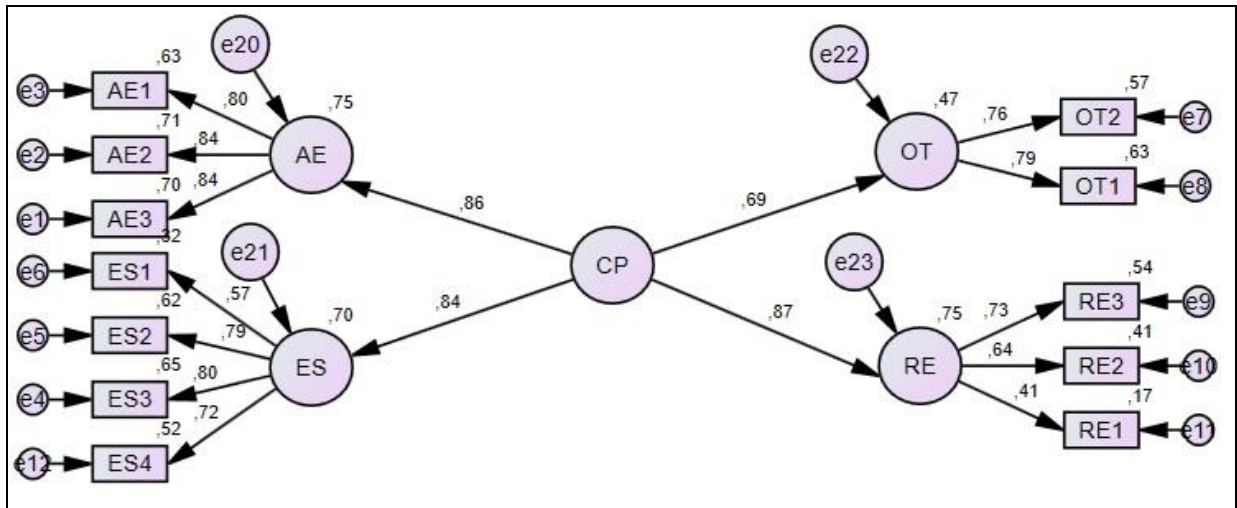 e20
,63
e3
AE1
,80
,75
,71
e2
AE2
,84
AE
,70
,84
e1
AE3
,86
,32
e21
e6
ES1
,57
,84
,62
,79
,70
e5
ES2
ES
,65
,80
e4
ES3
,72
,52
e12
ES4
CP
e22
,47
,76
,57
OT2
e7
OT
,79
,63
OT1
e8
,69
e23
,54
,87
,75
,73
RE3
e9
,41
RE
,64
RE2
e10
,41
,17
RE1
e11